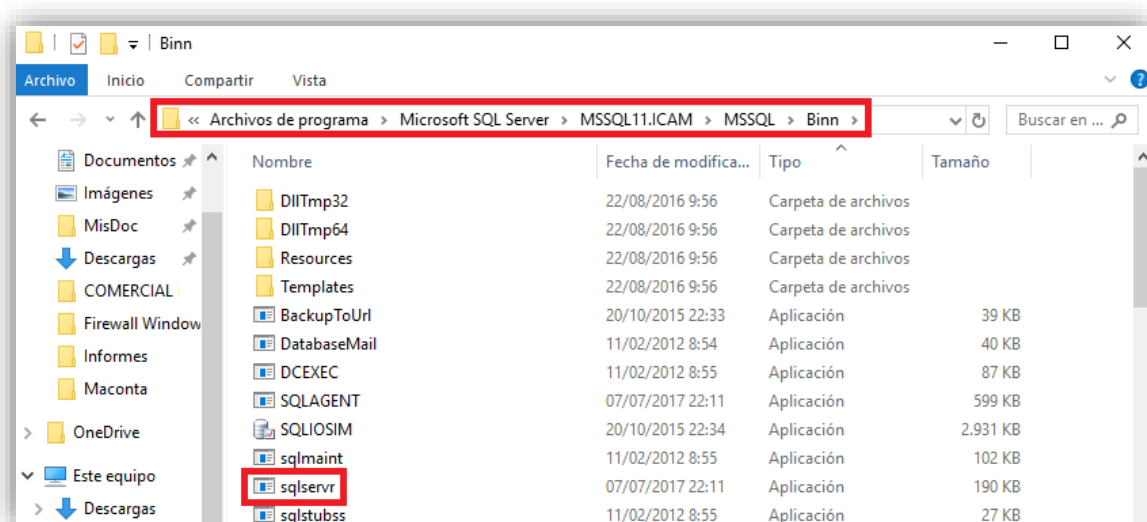 Binn
Archivo Inicio Compartir Vista
« Archivos de programa > Microsoft SQL Server > MSSQL11.ICAM > MSSQL > Binn >
Buscar en ...
Documentos
Imágenes
MisDoc
Descargas
COMERCIAL
Firewall Window
Informes
Maconta
OneDrive
Este equipo
Descargas
Nombre Fecha de modifica... Tipo Tamaño
DllTmp32 22/08/2016 9:56 Carpeta de archivos
DllTmp64 22/08/2016 9:56 Carpeta de archivos
Resources 22/08/2016 9:56 Carpeta de archivos
Templates 22/08/2016 9:56 Carpeta de archivos
BackupToUrl 20/10/2015 22:33 Aplicación 39 KB
DatabaseMail 11/02/2012 8:54 Aplicación 40 KB
DCEXEC 11/02/2012 8:55 Aplicación 87 KB
SQLAGENT 07/07/2017 22:11 Aplicación 599 KB
SQLIOSIM 20/10/2015 22:34 Aplicación 2.931 KB
sqlmaint 11/02/2012 8:55 Aplicación 102 KB
sqlservr 07/07/2017 22:11 Aplicación 190 KB
sqlstubss 11/02/2012 8:55 Aplicación 27 KB